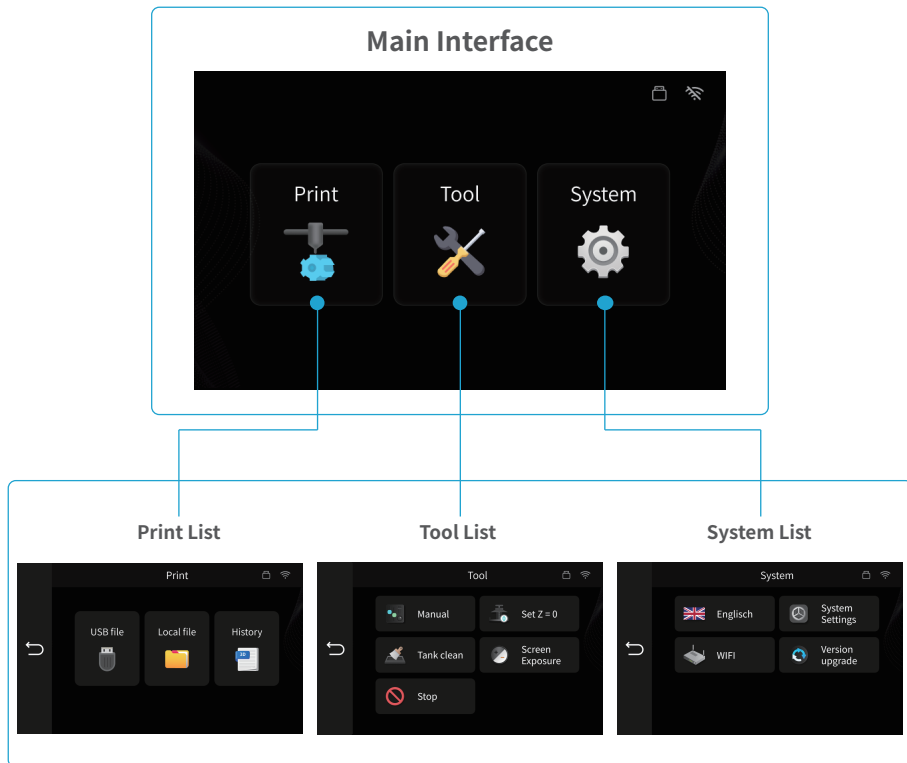 Main Interface
Print
Tool
System
Print List
Tool List
System List
Print
USB file
Local file
History
3D
Tool
Manual
Set Z = 0
Tank clean
Screen
Exposure
Stop
System
Englisch
System
Settings
WIFI
Version
upgrade